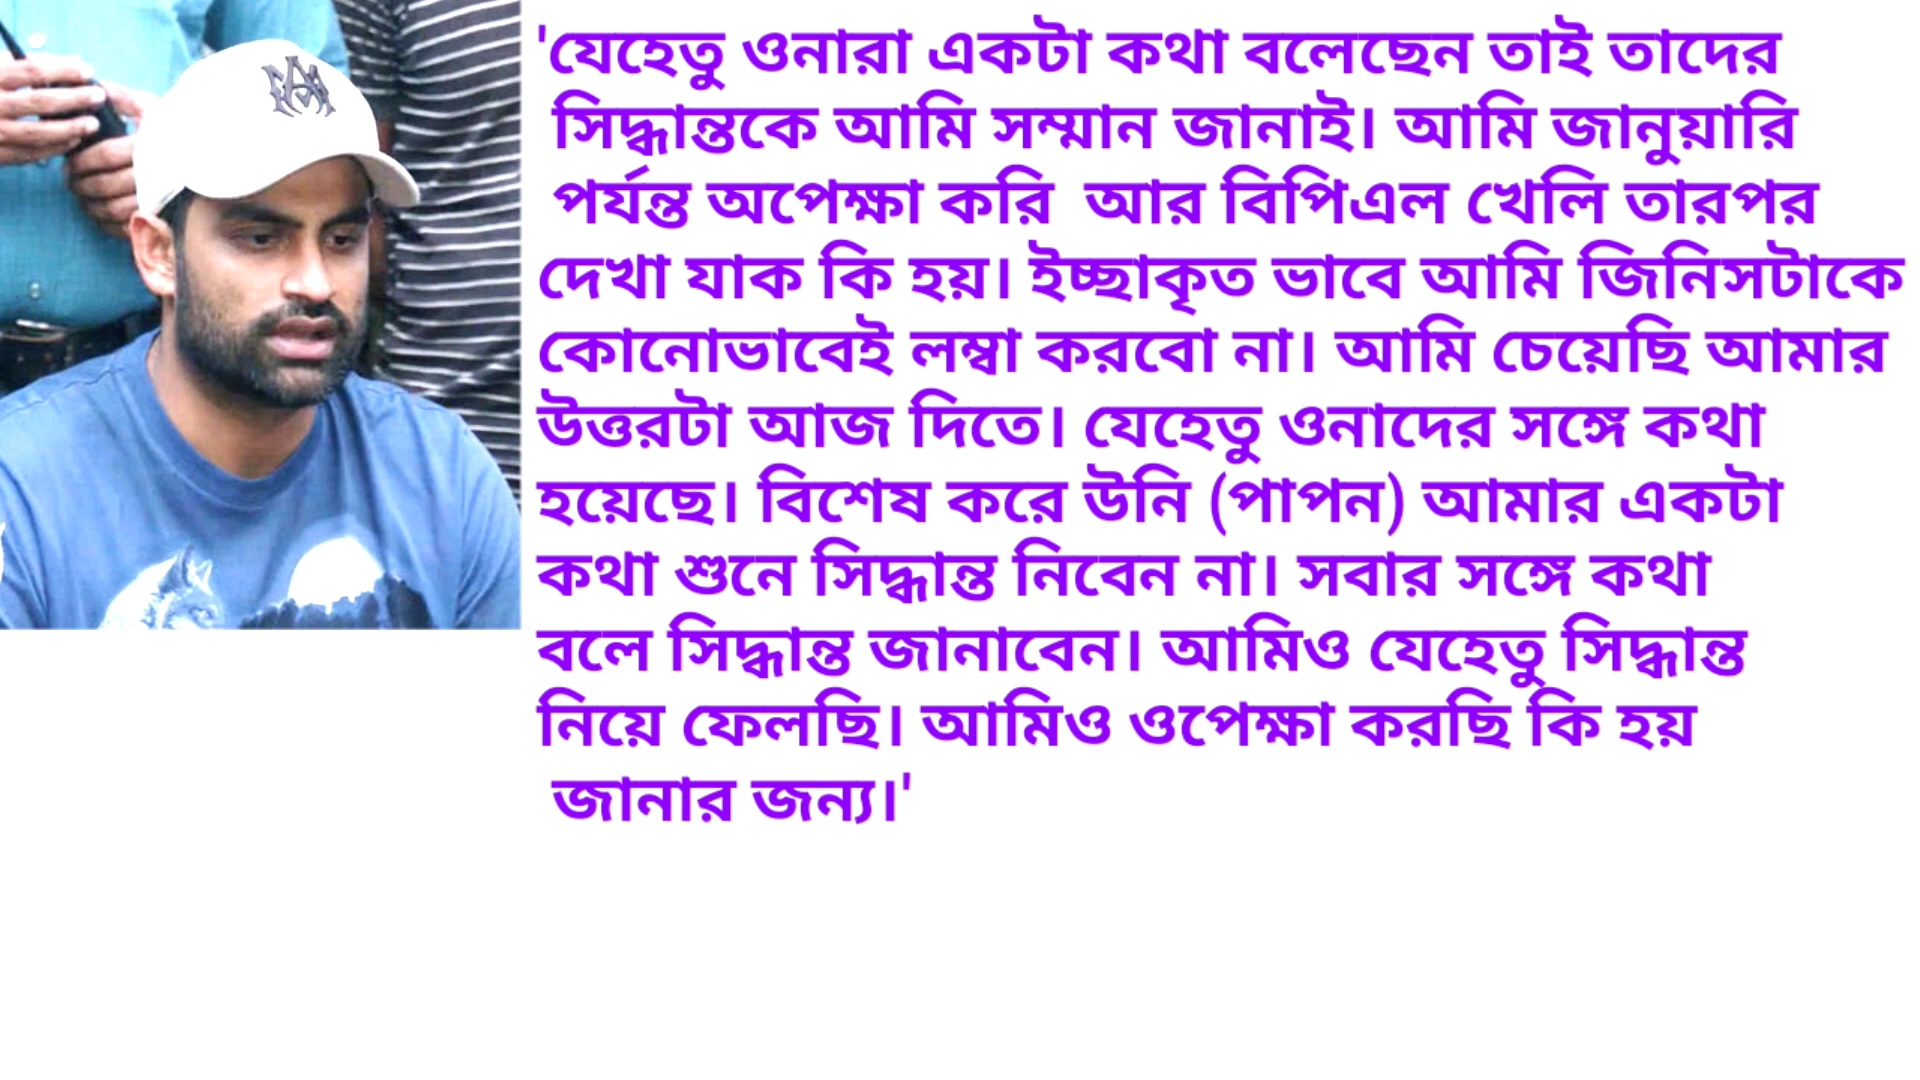 'যেহেতু ওনারা একটা কথা বলেছেন তাই তাদের
সিদ্ধান্তকে আমি সম্মান জানাই। আমি জানুয়ারি
পর্যন্ত অপেক্ষা করি আর বিপিএল খেলি তারপর
দেখা যাক কি হয়। ইচ্ছাকৃত ভাবে আমি জিনিসটাকে
কোনোভাবেই লম্বা করবো না। আমি চেয়েছি আমার
উত্তরটা আজ দিতে। যেহেতু ওনাদের সঙ্গে কথা
হয়েছে। বিশেষ করে উনি (পাপন) আমার একটা
কথা শুনে সিদ্ধান্ত নিবেন না। সবার সঙ্গে কথা
বলে সিদ্ধান্ত জানাবেন। আমিও যেহেতু সিদ্ধান্ত
নিয়ে ফেলছি। আমিও ওপেক্ষা করছি কি হয়
জানার জন্য।'